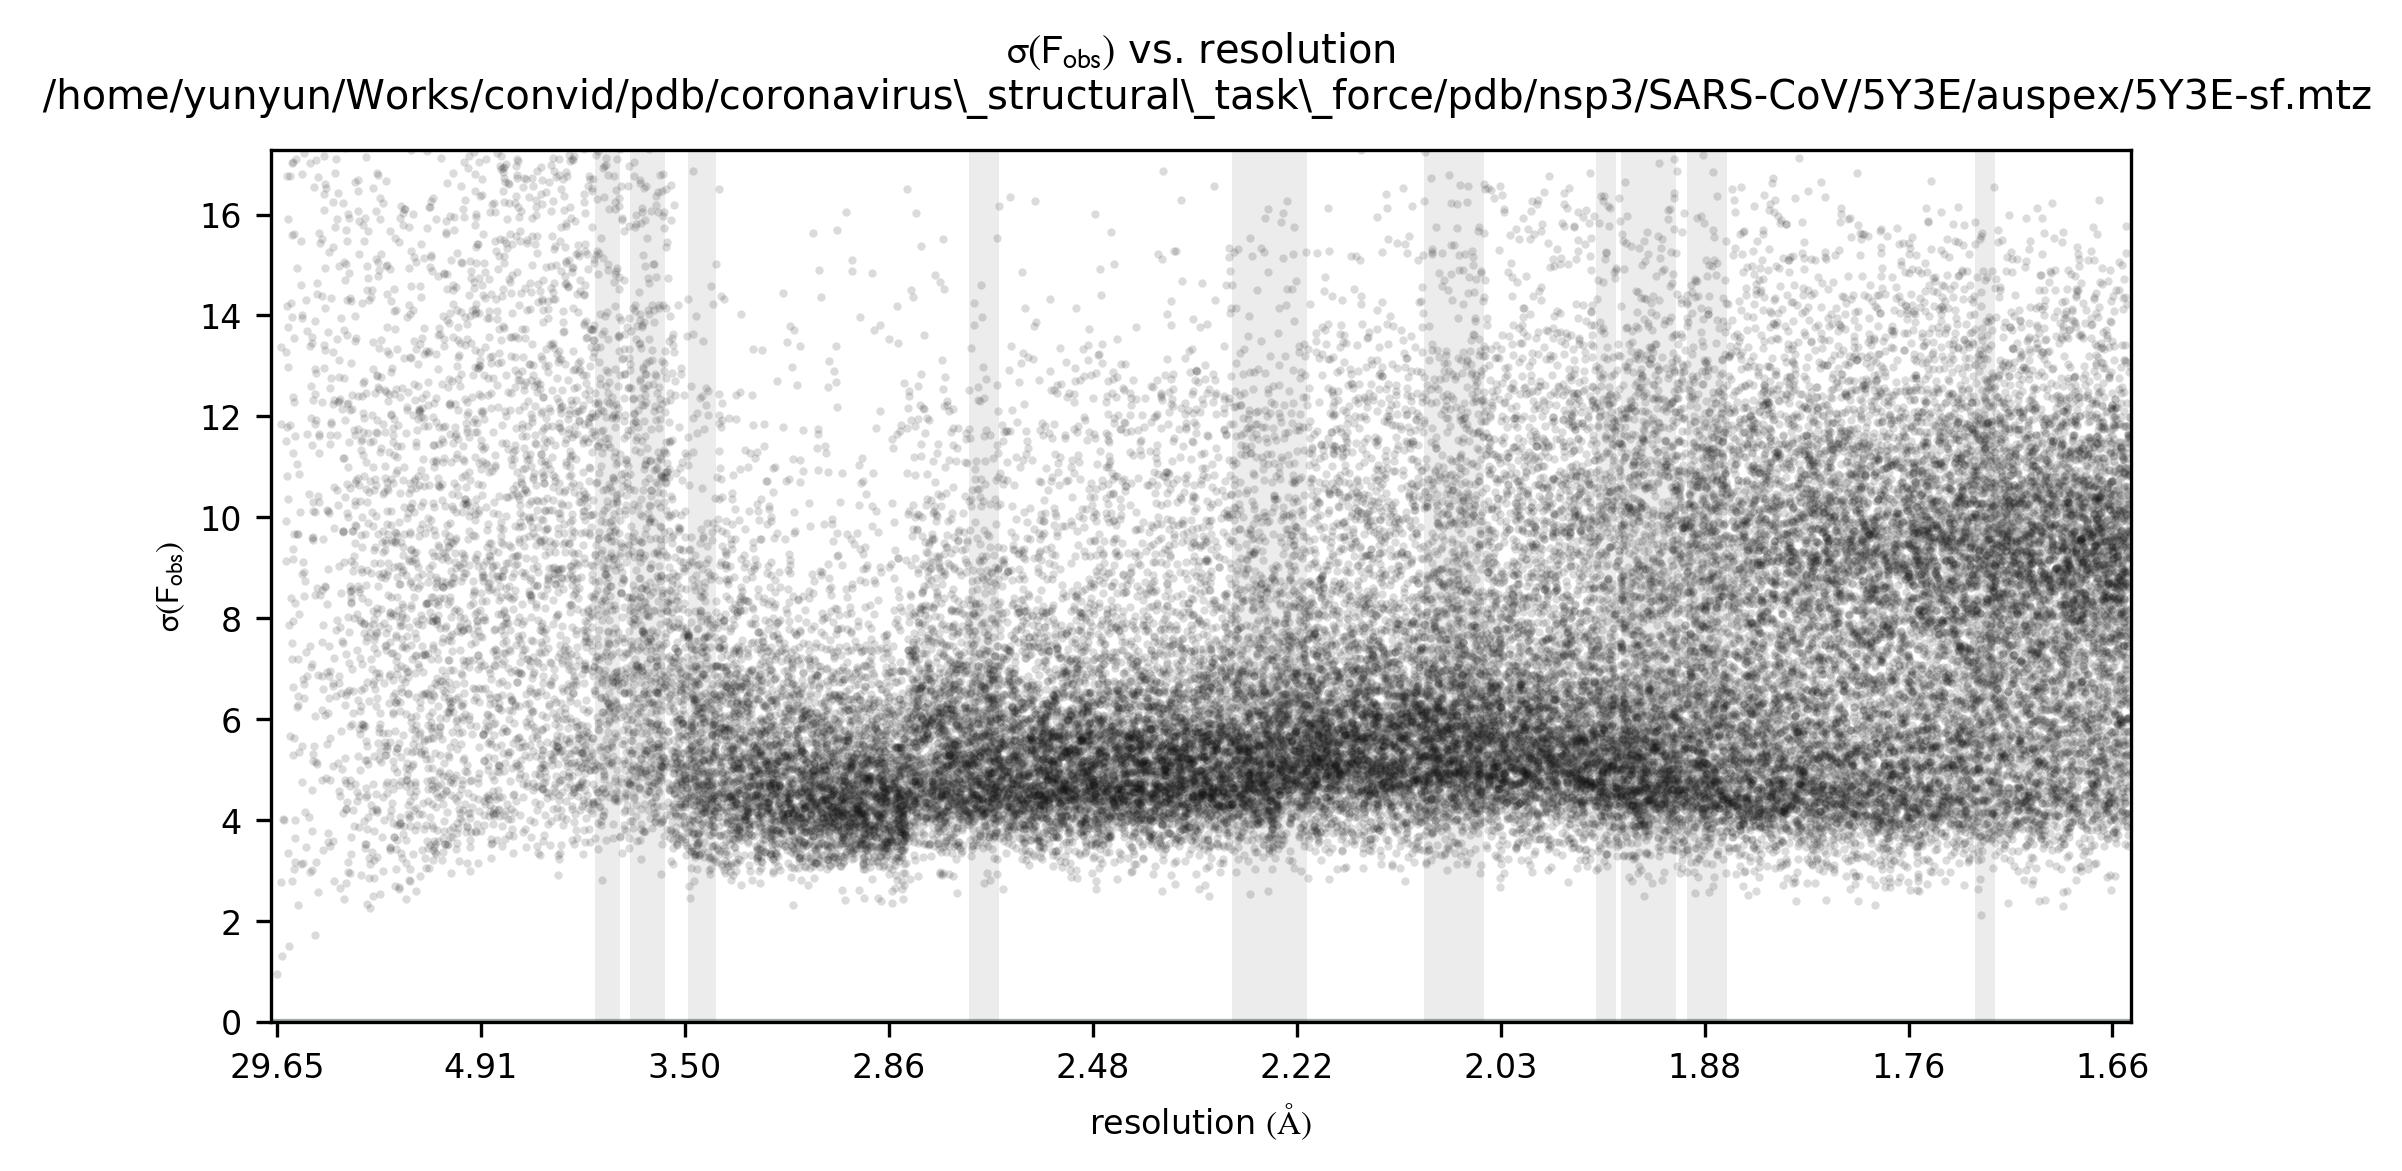 σ(F_obs) vs. resolution
/home/yunyun/Works/convid/pdb/coronavirus\_structural\_task\_force/pdb/nsp3/SARS-CoV/5Y3E/auspex/5Y3E-sf.mtz
σ(F_obs)
16
14
12
10
8
6
4
2
0
29.65 4.91 3.50 2.86 2.48 2.22 2.03 1.88 1.76 1.66
resolution (Å)